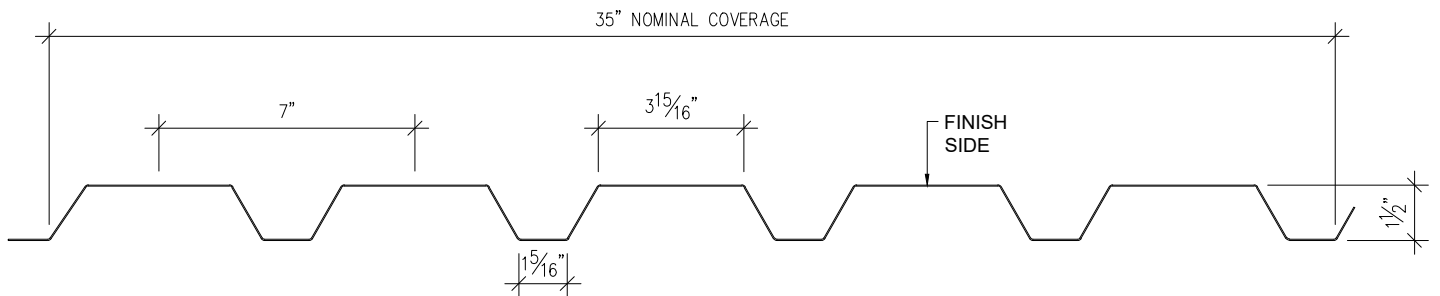 35" NOMINAL COVERAGE
7"
3 15/16"
FINISH
SIDE
1 1/2"
1 5/16"